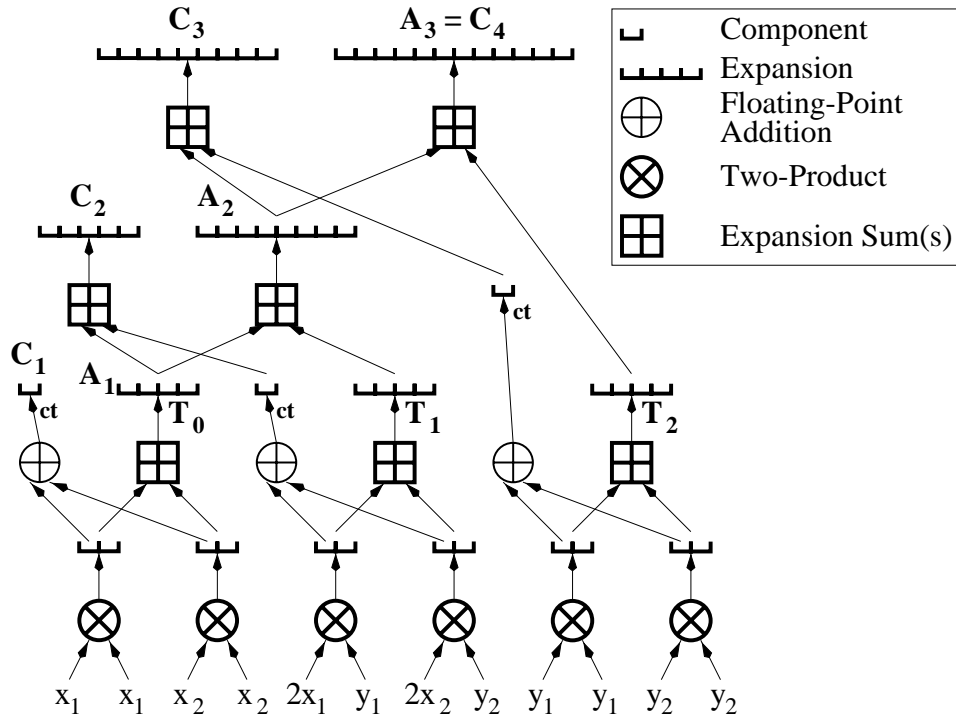 C₃
A₃ = C₄
Component
Expansion
Floating-Point
Addition
Two-Product
Expansion Sum(s)
C₂
A₂
ct
C₁
A₁
ct
T₀
ct
T₁
T₂
x₁ x₁ x₂ x₂ 2x₁ y₁ 2x₂ y₂ y₁ y₁ y₂ y₂